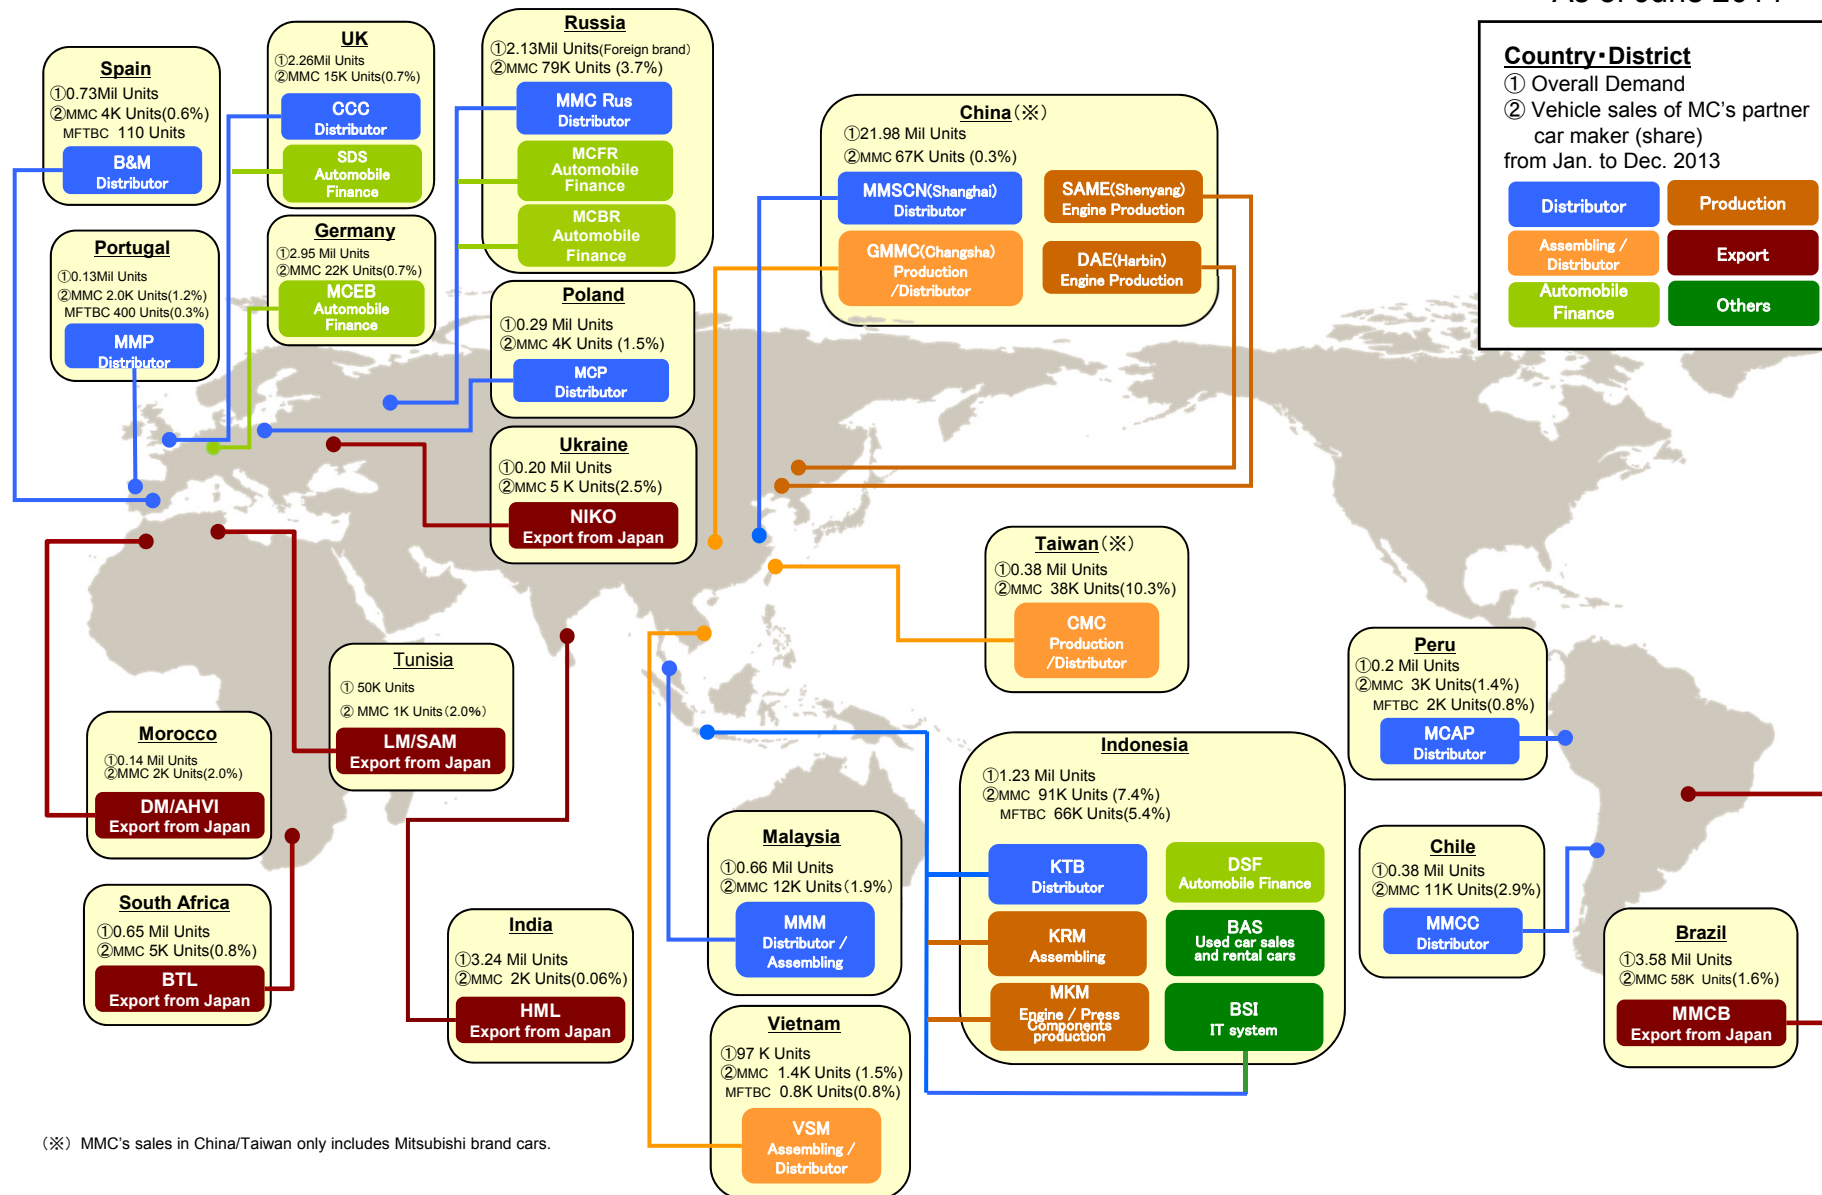 Country・District
① Overall Demand
② Vehicle sales of MC's partner
car maker (share)
from Jan. to Dec. 2013
Distributor
Production
Assembling /
Distributor
Export
Automobile
Finance
Others
Spain
①0.73Mil Units
②MMC 4K Units(0.6%)
MFTBC 110 Units
B&M
Distributor
UK
①2.26Mil Units
②MMC 15K Units(0.7%)
CCC
Distributor
SDS
Automobile
Finance
Russia
①2.13Mil Units(Foreign brand)
②MMC 79K Units (3.7%)
MMC Rus
Distributor
MCFR
Automobile
Finance
MCBR
Automobile
Finance
China(※)
①21.98 Mil Units
②MMC 67K Units (0.3%)
MMSCN(Shanghai)
Distributor
SAME(Shenyang)
Engine Production
GMMC(Changsha)
Production
/Distributor
DAE(Harbin)
Engine Production
Portugal
①0.13Mil Units
②MMC 2.0K Units(1.2%)
MFTBC 400 Units(0.3%)
MMP
Distributor
Germany
①2.95 Mil Units
②MMC 22K Units(0.7%)
MCEB
Automobile
Finance
Poland
①0.29 Mil Units
②MMC 4K Units (1.5%)
MCP
Distributor
Ukraine
①0.20 Mil Units
②MMC 5 K Units(2.5%)
NIKO
Export from Japan
Taiwan(※)
①0.38 Mil Units
②MMC 38K Units(10.3%)
CMC
Production
/Distributor
Tunisia
① 50K Units
② MMC 1K Units(2.0%)
LM/SAM
Export from Japan
Morocco
①0.14 Mil Units
②MMC 2K Units(2.0%)
DM/AHVI
Export from Japan
South Africa
①0.65 Mil Units
②MMC 5K Units(0.8%)
BTL
Export from Japan
India
①3.24 Mil Units
②MMC 2K Units(0.06%)
HML
Export from Japan
Malaysia
①0.66 Mil Units
②MMC 12K Units(1.9%)
MMM
Distributor /
Assembling
Vietnam
①97 K Units
②MMC 1.4K Units (1.5%)
MFTBC 0.8K Units(0.8%)
VSM
Assembling /
Distributor
Indonesia
①1.23 Mil Units
②MMC 91K Units (7.4%)
MFTBC 66K Units(5.4%)
KTB
Distributor
DSF
Automobile Finance
KRM
Assembling
BAS
Used car sales
and rental cars
MKM
Engine / Press
Components
production
BSI
IT system
Peru
①0.2 Mil Units
②MMC 3K Units(1.4%)
MFTBC 2K Units(0.8%)
MCAP
Distributor
Chile
①0.38 Mil Units
②MMC 11K Units(2.9%)
MMCC
Distributor
Brazil
①3.58 Mil Units
②MMC 58K Units(1.6%)
MMCB
Export from Japan
(※) MMC's sales in China/Taiwan only includes Mitsubishi brand cars.